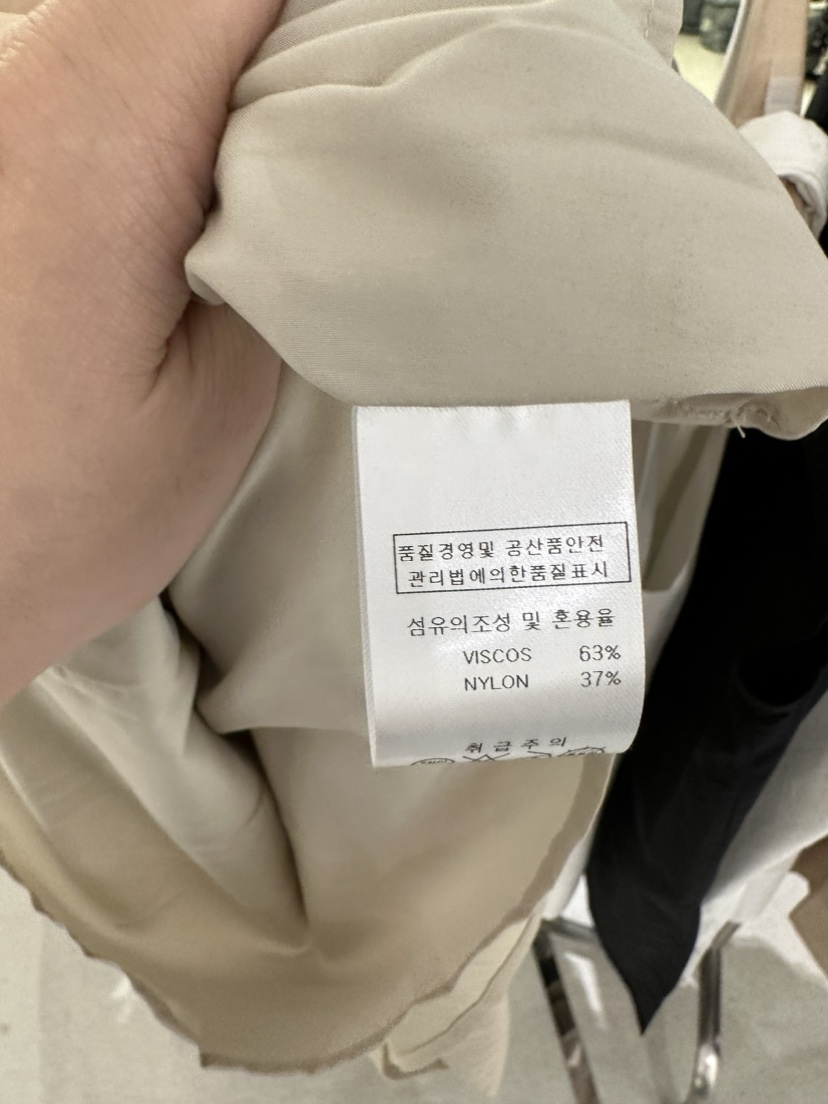 품질경영및 공산품안전
관리법에의한품질표시
섬유의조성 및 혼용율
VISCOS 63%
NYLON 37%
취급주의